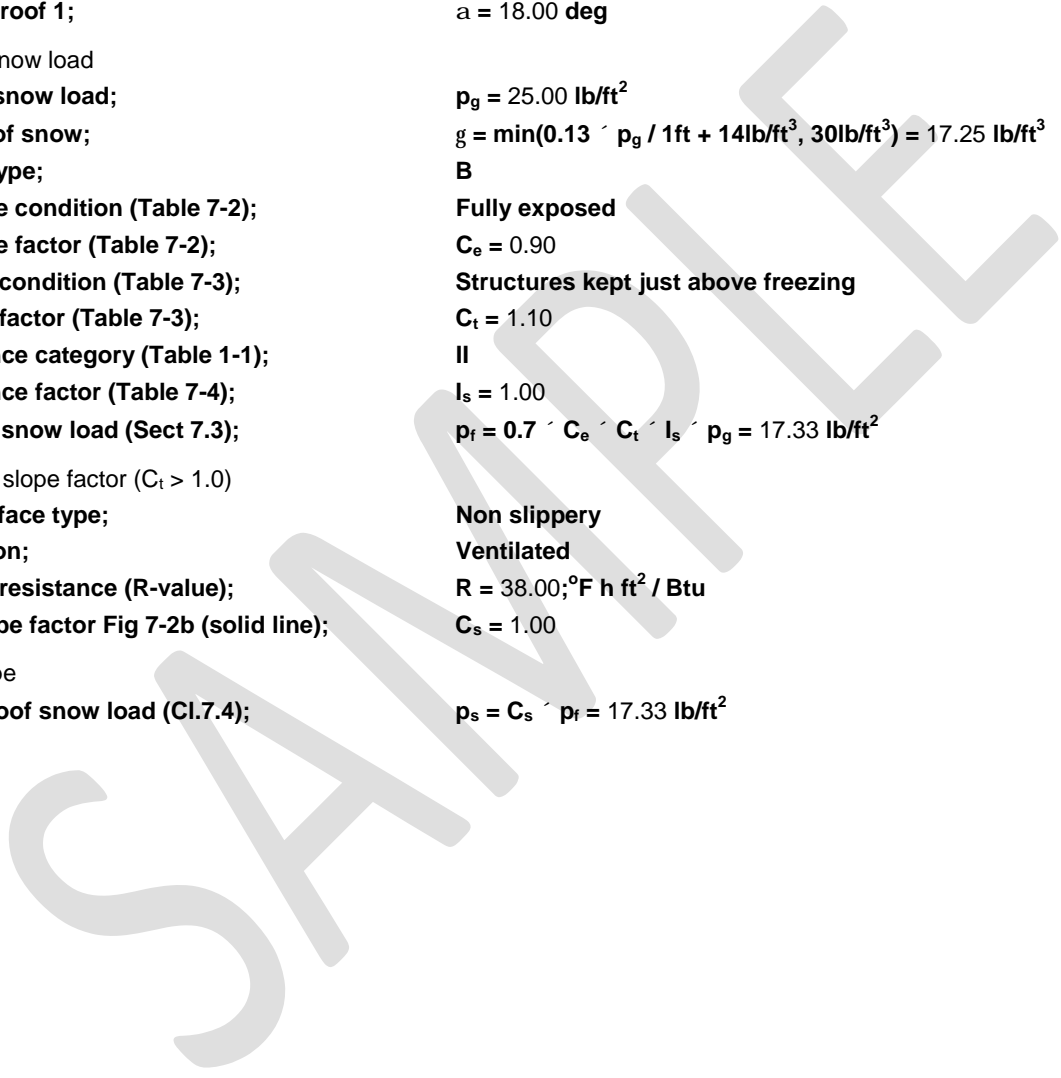 roof 1; a = 18.00 deg
now load
snow load; pg = 25.00 lb/ft2
of snow; g = min(0.13 ´ pg / 1ft + 14lb/ft3, 30lb/ft3) = 17.25 lb/ft3
ype; B
e condition (Table 7-2); Fully exposed
e factor (Table 7-2); Ce = 0.90
condition (Table 7-3); Structures kept just above freezing
factor (Table 7-3); Ct = 1.10
nce category (Table 1-1); II
nce factor (Table 7-4); Is = 1.00
snow load (Sect 7.3); pf = 0.7 ´ Ce ´ Ct ´ Is ´ pg = 17.33 lb/ft2
slope factor (Ct > 1.0)
face type; Non slippery
on; Ventilated
resistance (R-value); R = 38.00;oF h ft2 / Btu
pe factor Fig 7-2b (solid line); Cs = 1.00
pe
oof snow load (Cl.7.4); ps = Cs ´ pf = 17.33 lb/ft2
SAMPLE